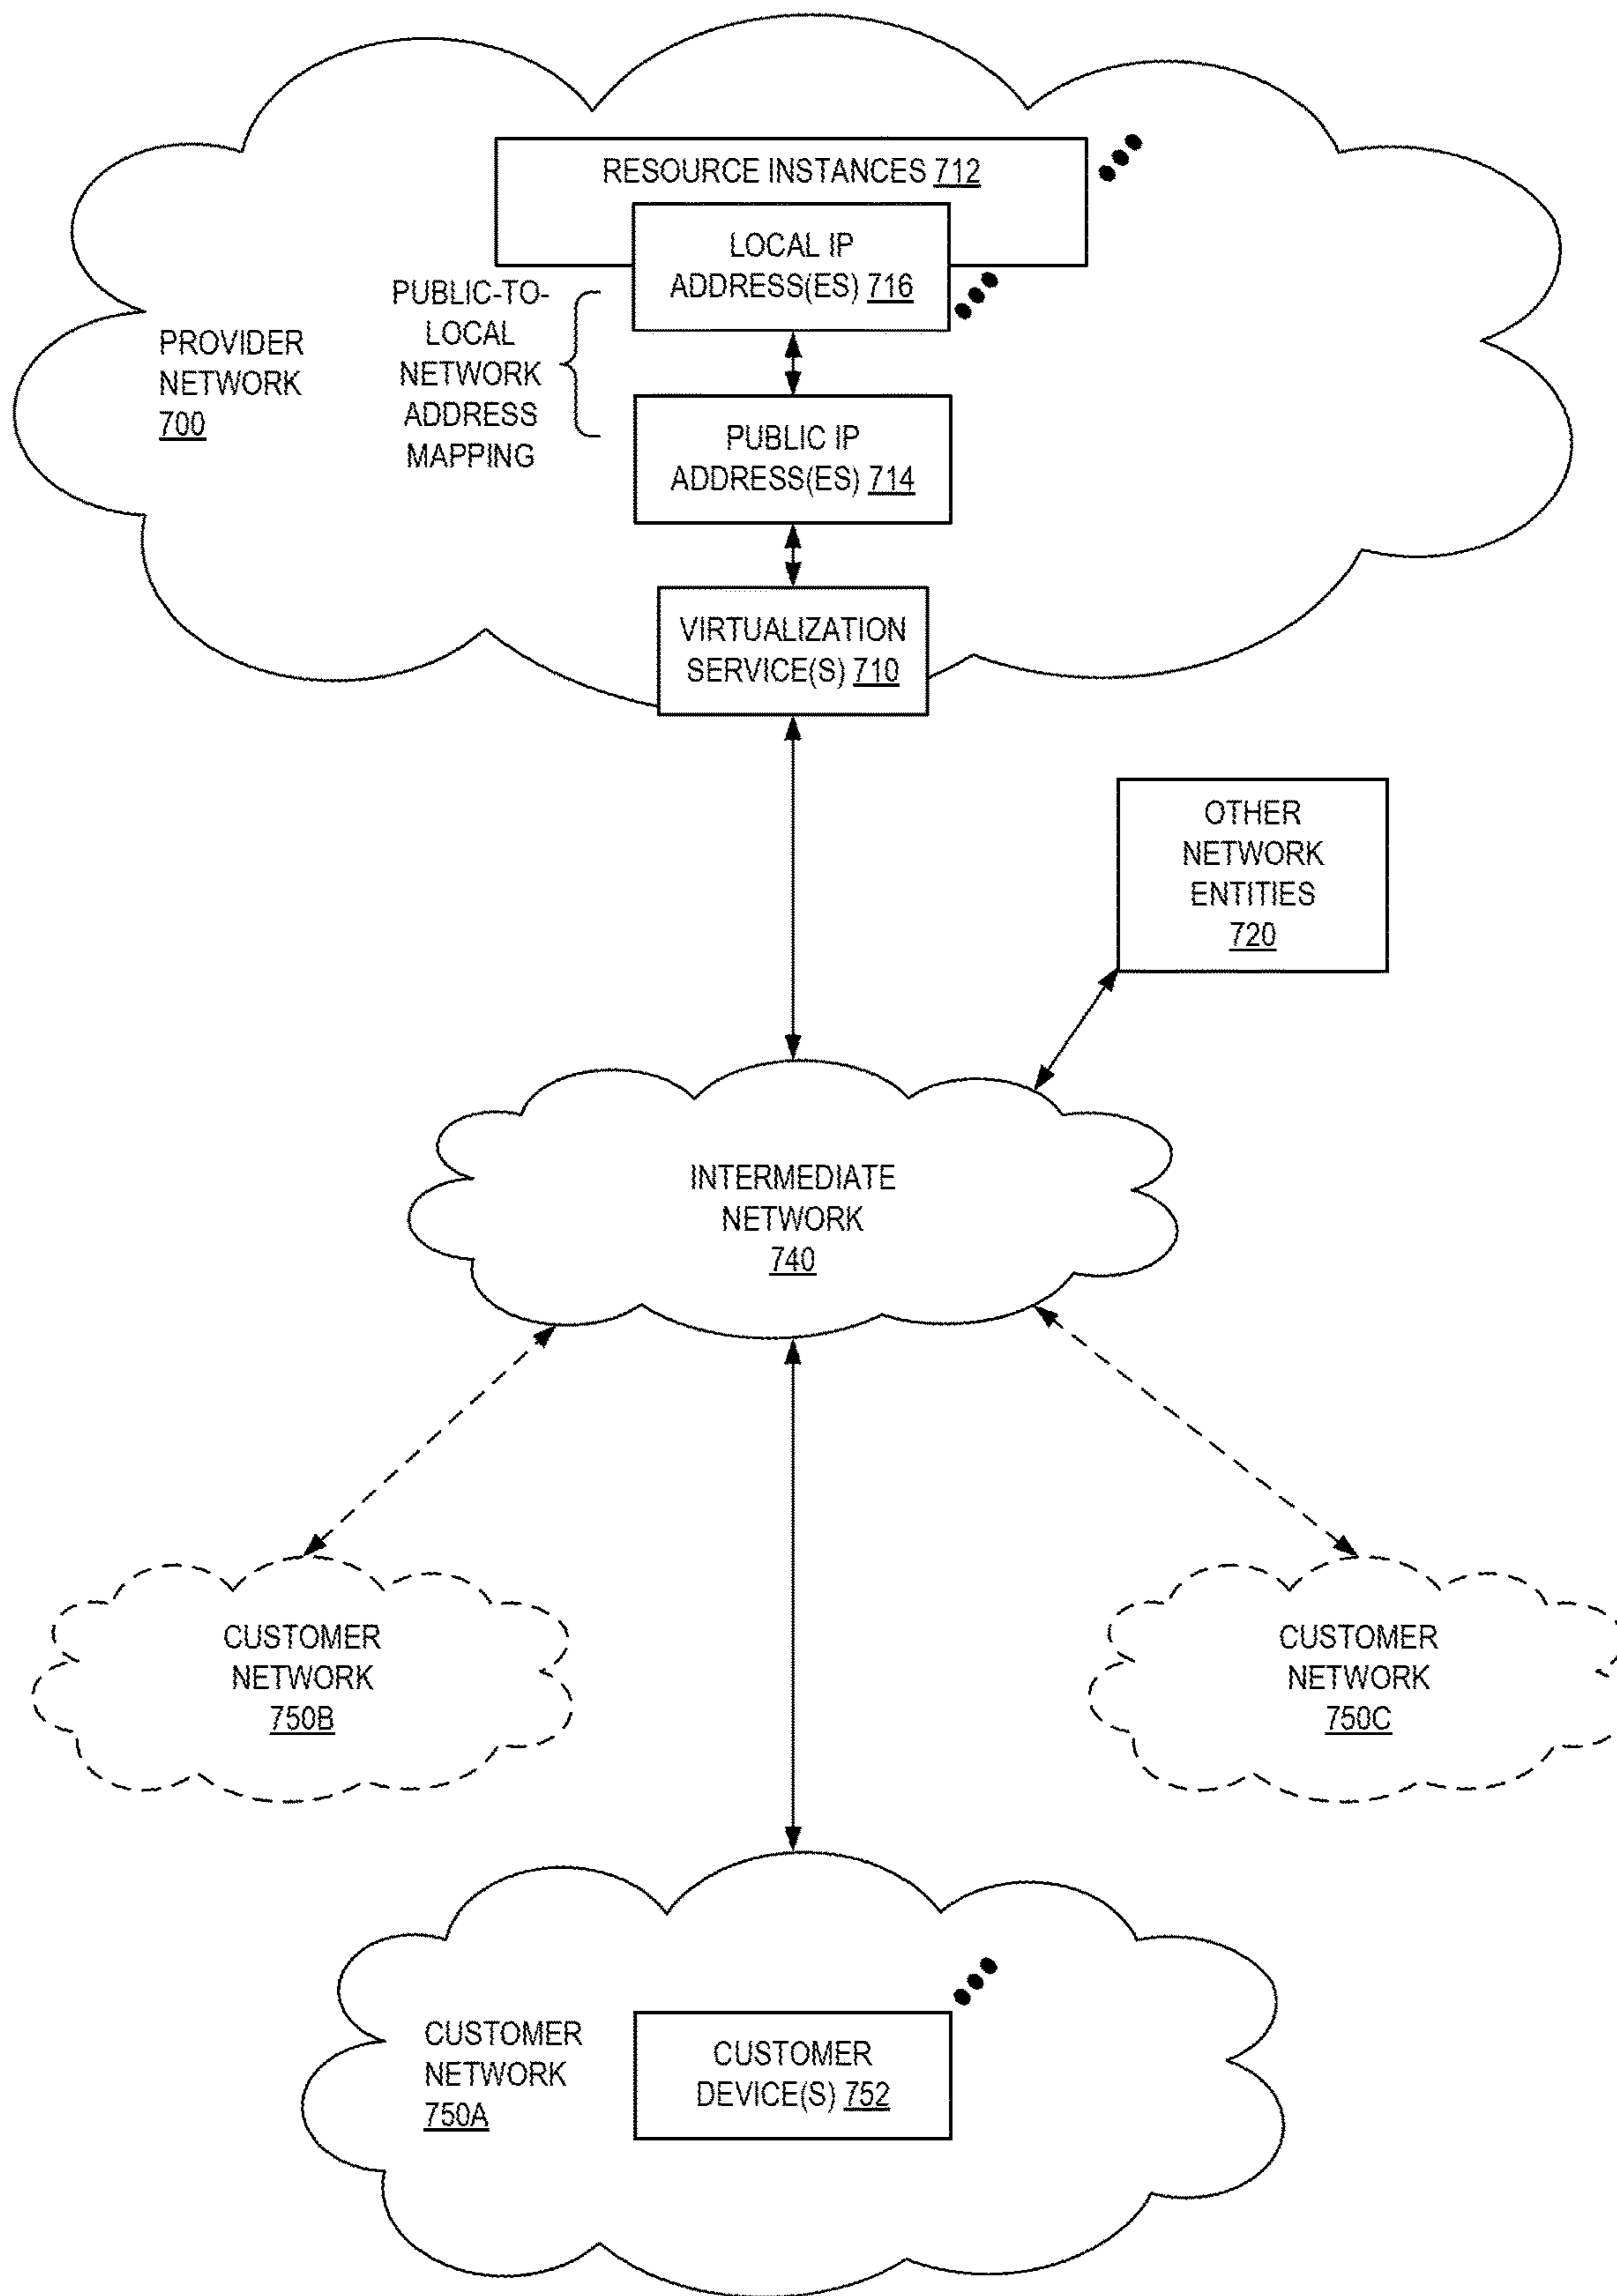 RESOURCE INSTANCES 712
LOCAL IP
ADDRESS(ES) 716
PUBLIC-TO-
LOCAL
NETWORK
ADDRESS
MAPPING
PROVIDER
NETWORK
700
PUBLIC IP
ADDRESS(ES) 714
VIRTUALIZATION
SERVICE(S) 710
OTHER
NETWORK
ENTITIES
720
INTERMEDIATE
NETWORK
740
CUSTOMER
NETWORK
750B
CUSTOMER
NETWORK
750C
CUSTOMER
NETWORK
750A
CUSTOMER
DEVICE(S) 752